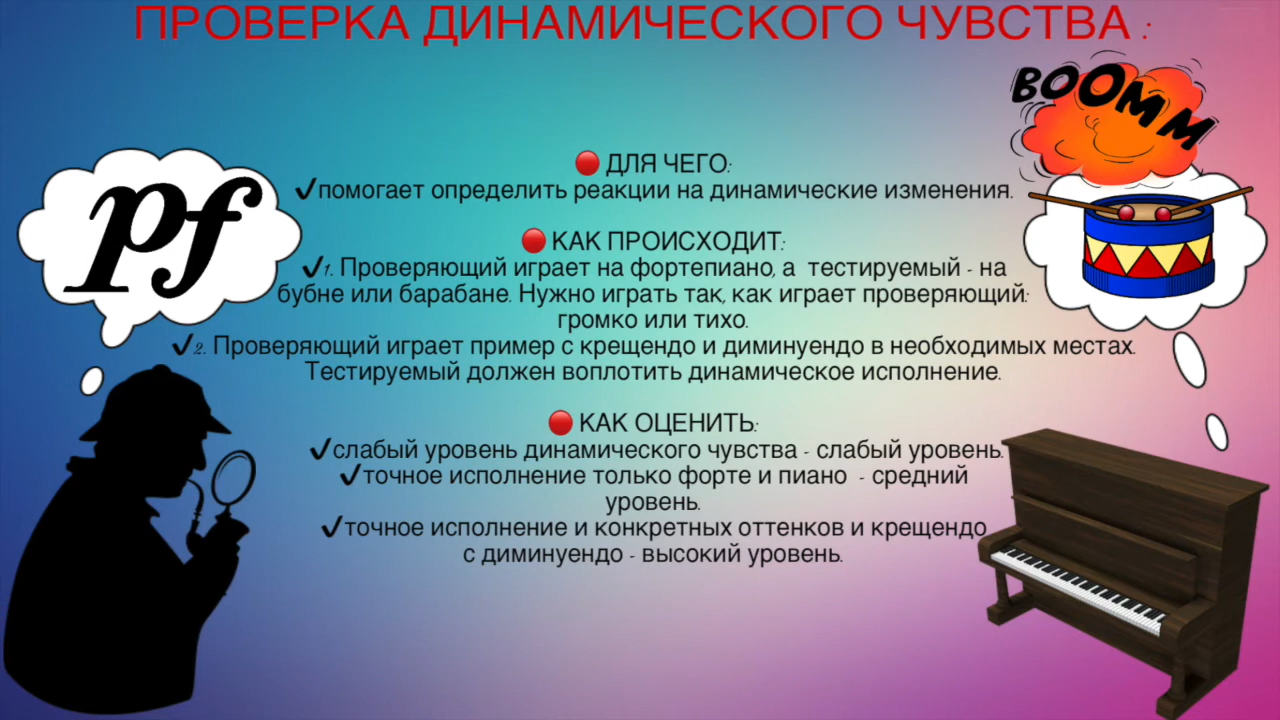 ПРОВЕРКА ДИНАМИЧЕСКОГО ЧУВСТВА :
BOOMM
pf
🔴 ДЛЯ ЧЕГО:
✔помогает определить реакции на динамические изменения.
🔴 КАК ПРОИСХОДИТ:
✔1. Проверяющий играет на фортепиано, а тестируемый - на
бубне или барабане. Нужно играть так, как играет проверяющий:
громко или тихо.
✔2. Проверяющий играет пример с крещендо и диминуендо в необходимых местах.
Тестируемый должен воплотить динамическое исполнение.
🔴 КАК ОЦЕНИТЬ:
✔слабый уровень динамического чувства - слабый уровень.
✔точное исполнение только форте и пиано - средний
уровень.
✔точное исполнение и конкретных оттенков и крещендо
с диминуендо - высокий уровень.